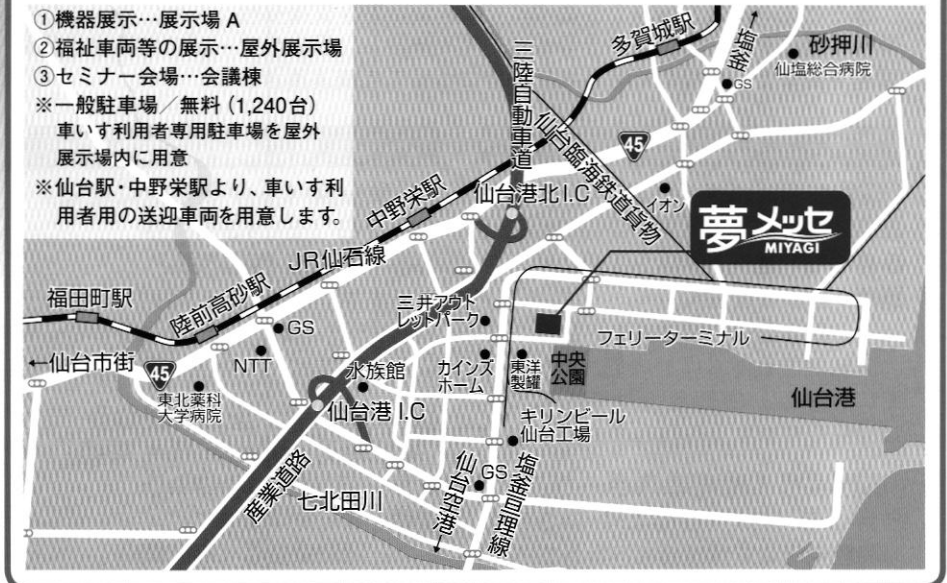 ①機器展示…展示場 A
②福祉車両等の展示…屋外展示場
③セミナー会場…会議棟
※一般駐車場／無料 (1,240台)
車いす利用者専用駐車場を屋外
展示場内に用意
※仙台駅・中野栄駅より、車いす利
用者用の送迎車両を用意します。
三陸自動車道
多賀城駅
↑塩釜
砂押川
仙塩総合病院
GS
仙台臨海鉄道貨物
45
中野栄駅
仙台港北I.C
イオン
夢メッセ
MIYAGI
JR仙石線
福田町駅
陸前高砂駅
GS
三井アウト
レットパーク
フェリーターミナル
←仙台市街
45
NTT
水族館
カインズ
ホーム
東洋
製罐
中央
公園
東北薬科
大学病院
仙台港I.C
キリンビール
仙台工場
仙台港
産業道路
七北田川
仙台空港↓
GS
塩釜亘理線